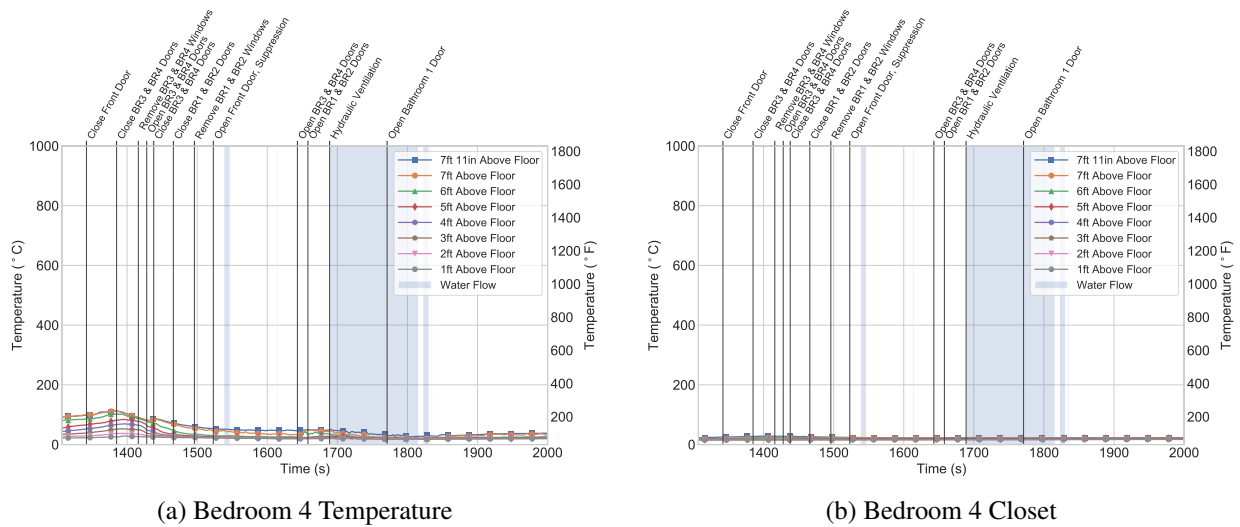 Close Front Door
Close BR3 & BR4 Doors
Remove BR3 & BR4 Windows
Open BR3 & BR4 Doors
Close BR3 & BR4 Doors
Close BR1 & BR2 Doors
Remove BR1 & BR2 Windows
Open Front Door, Suppression
Open BR3 & BR4 Doors
Open BR1 & BR2 Doors
Hydraulic Ventilation
Open Bathroom 1 Door
1000
800
600
400
200
0
Temperature (°C)
1800
1600
1400
1200
1000
800
600
400
200
Temperature (°F)
7ft 11in Above Floor
7ft Above Floor
6ft Above Floor
5ft Above Floor
4ft Above Floor
3ft Above Floor
2ft Above Floor
1ft Above Floor
Water Flow
1400 1500 1600 1700 1800 1900 2000
Time (s)
(a) Bedroom 4 Temperature
Close Front Door
Close BR3 & BR4 Doors
Remove BR3 & BR4 Windows
Open BR3 & BR4 Doors
Close BR3 & BR4 Doors
Close BR1 & BR2 Doors
Remove BR1 & BR2 Windows
Open Front Door, Suppression
Open BR3 & BR4 Doors
Open BR1 & BR2 Doors
Hydraulic Ventilation
Open Bathroom 1 Door
1000
800
600
400
200
0
Temperature (°C)
1800
1600
1400
1200
1000
800
600
400
200
Temperature (°F)
7ft 11in Above Floor
7ft Above Floor
6ft Above Floor
5ft Above Floor
4ft Above Floor
3ft Above Floor
2ft Above Floor
1ft Above Floor
Water Flow
1400 1500 1600 1700 1800 1900 2000
Time (s)
(b) Bedroom 4 Closet